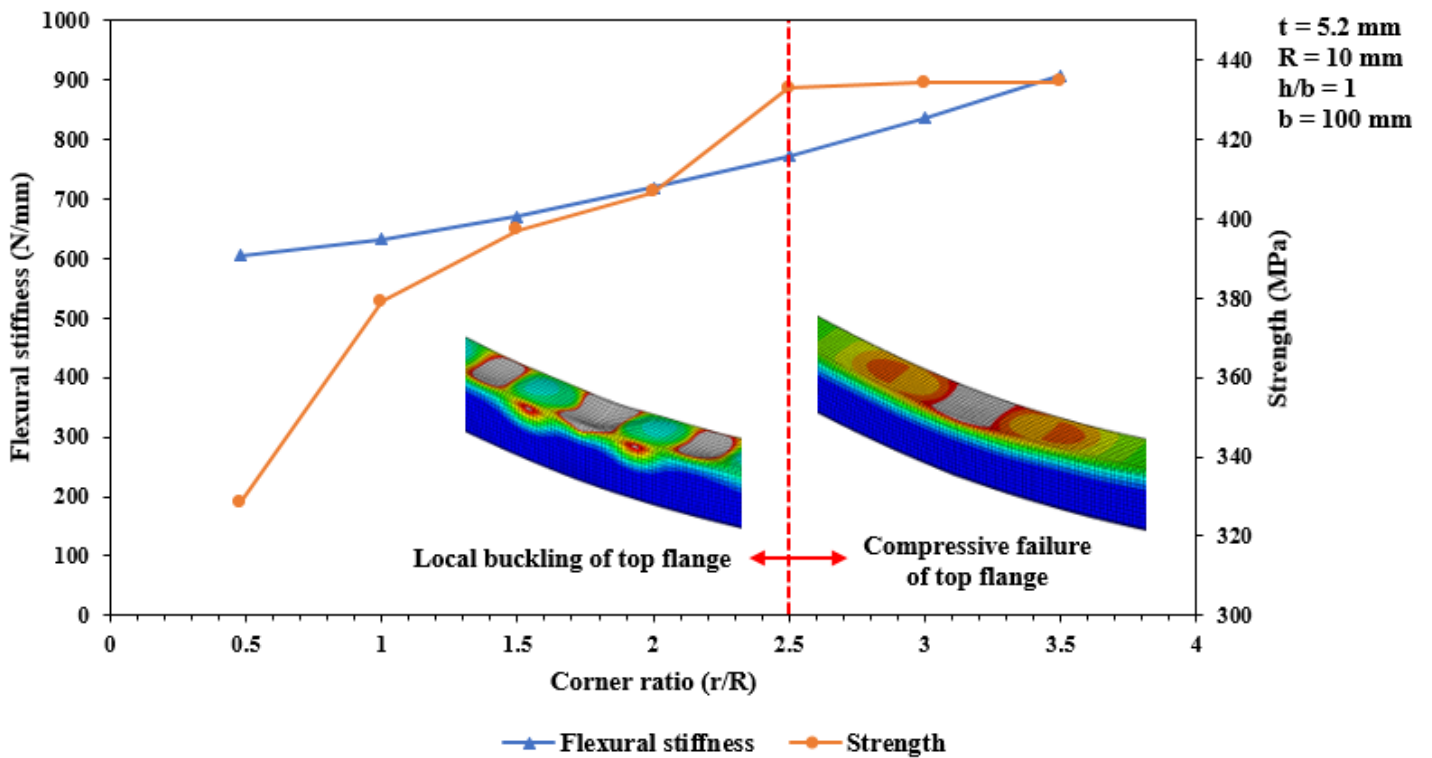 1000
900
800
700
600
500
400
300
200
100
0
Flexural stiffness (N/mm)
440
420
400
380
360
340
320
300
Strength (MPa)
t = 5.2 mm
R = 10 mm
h/b = 1
b = 100 mm
Local buckling of top flange
Compressive failure
of top flange
0 0.5 1 1.5 2 2.5 3 3.5 4
Corner ratio (r/R)
Flexural stiffness Strength